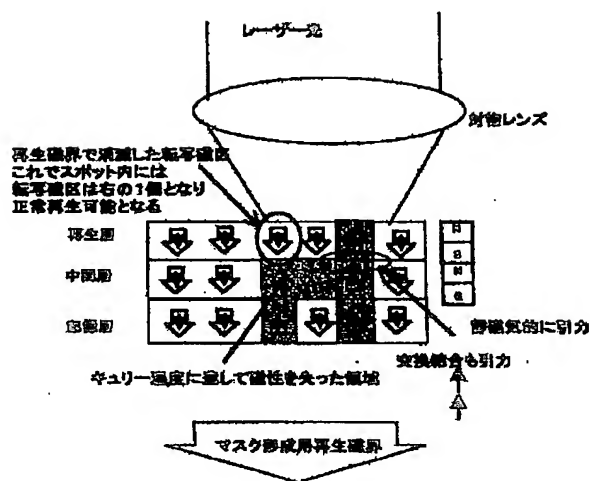 レーザー光
対物レンズ
再生磁界で消滅した転写磁区
これでスポット内には
転写磁区は右の1個となり
正常再生可能となる
再生層
中間層
記録層
N
S
N
静磁気的に引力
交換結合も引力
キュリー温度に達して磁性を失った領域
マスク形成用再生磁界